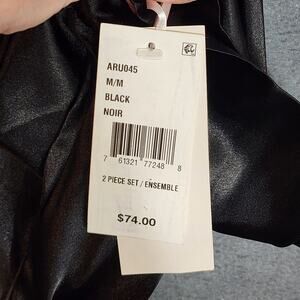 ARU045
M/M
BLACK
NOIR
7 61321 77248 8
2 PIECE SET / ENSEMBLE
$74.00